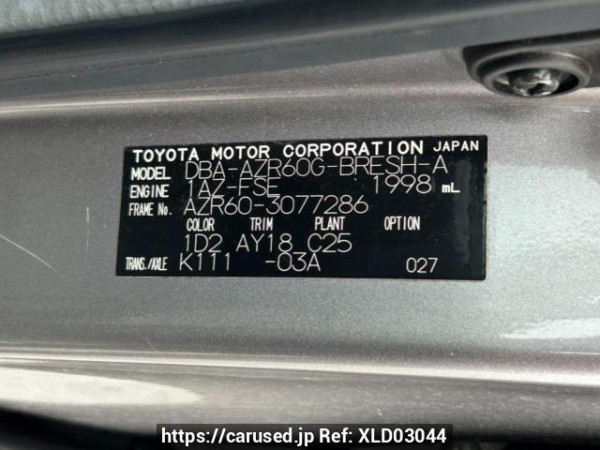 TOYOTA MOTOR CORPORATION JAPAN
MODEL DBA-AZR60G-BRESH-A
ENGINE 1AZ-FSE 1998 mL
FRAME No. AZR60-3077286
COLOR TRIM PLANT OPTION
1D2 AY18 C25
TRANS./AXLE K111 -03A 027
https://carused.jp Ref: XLD03044